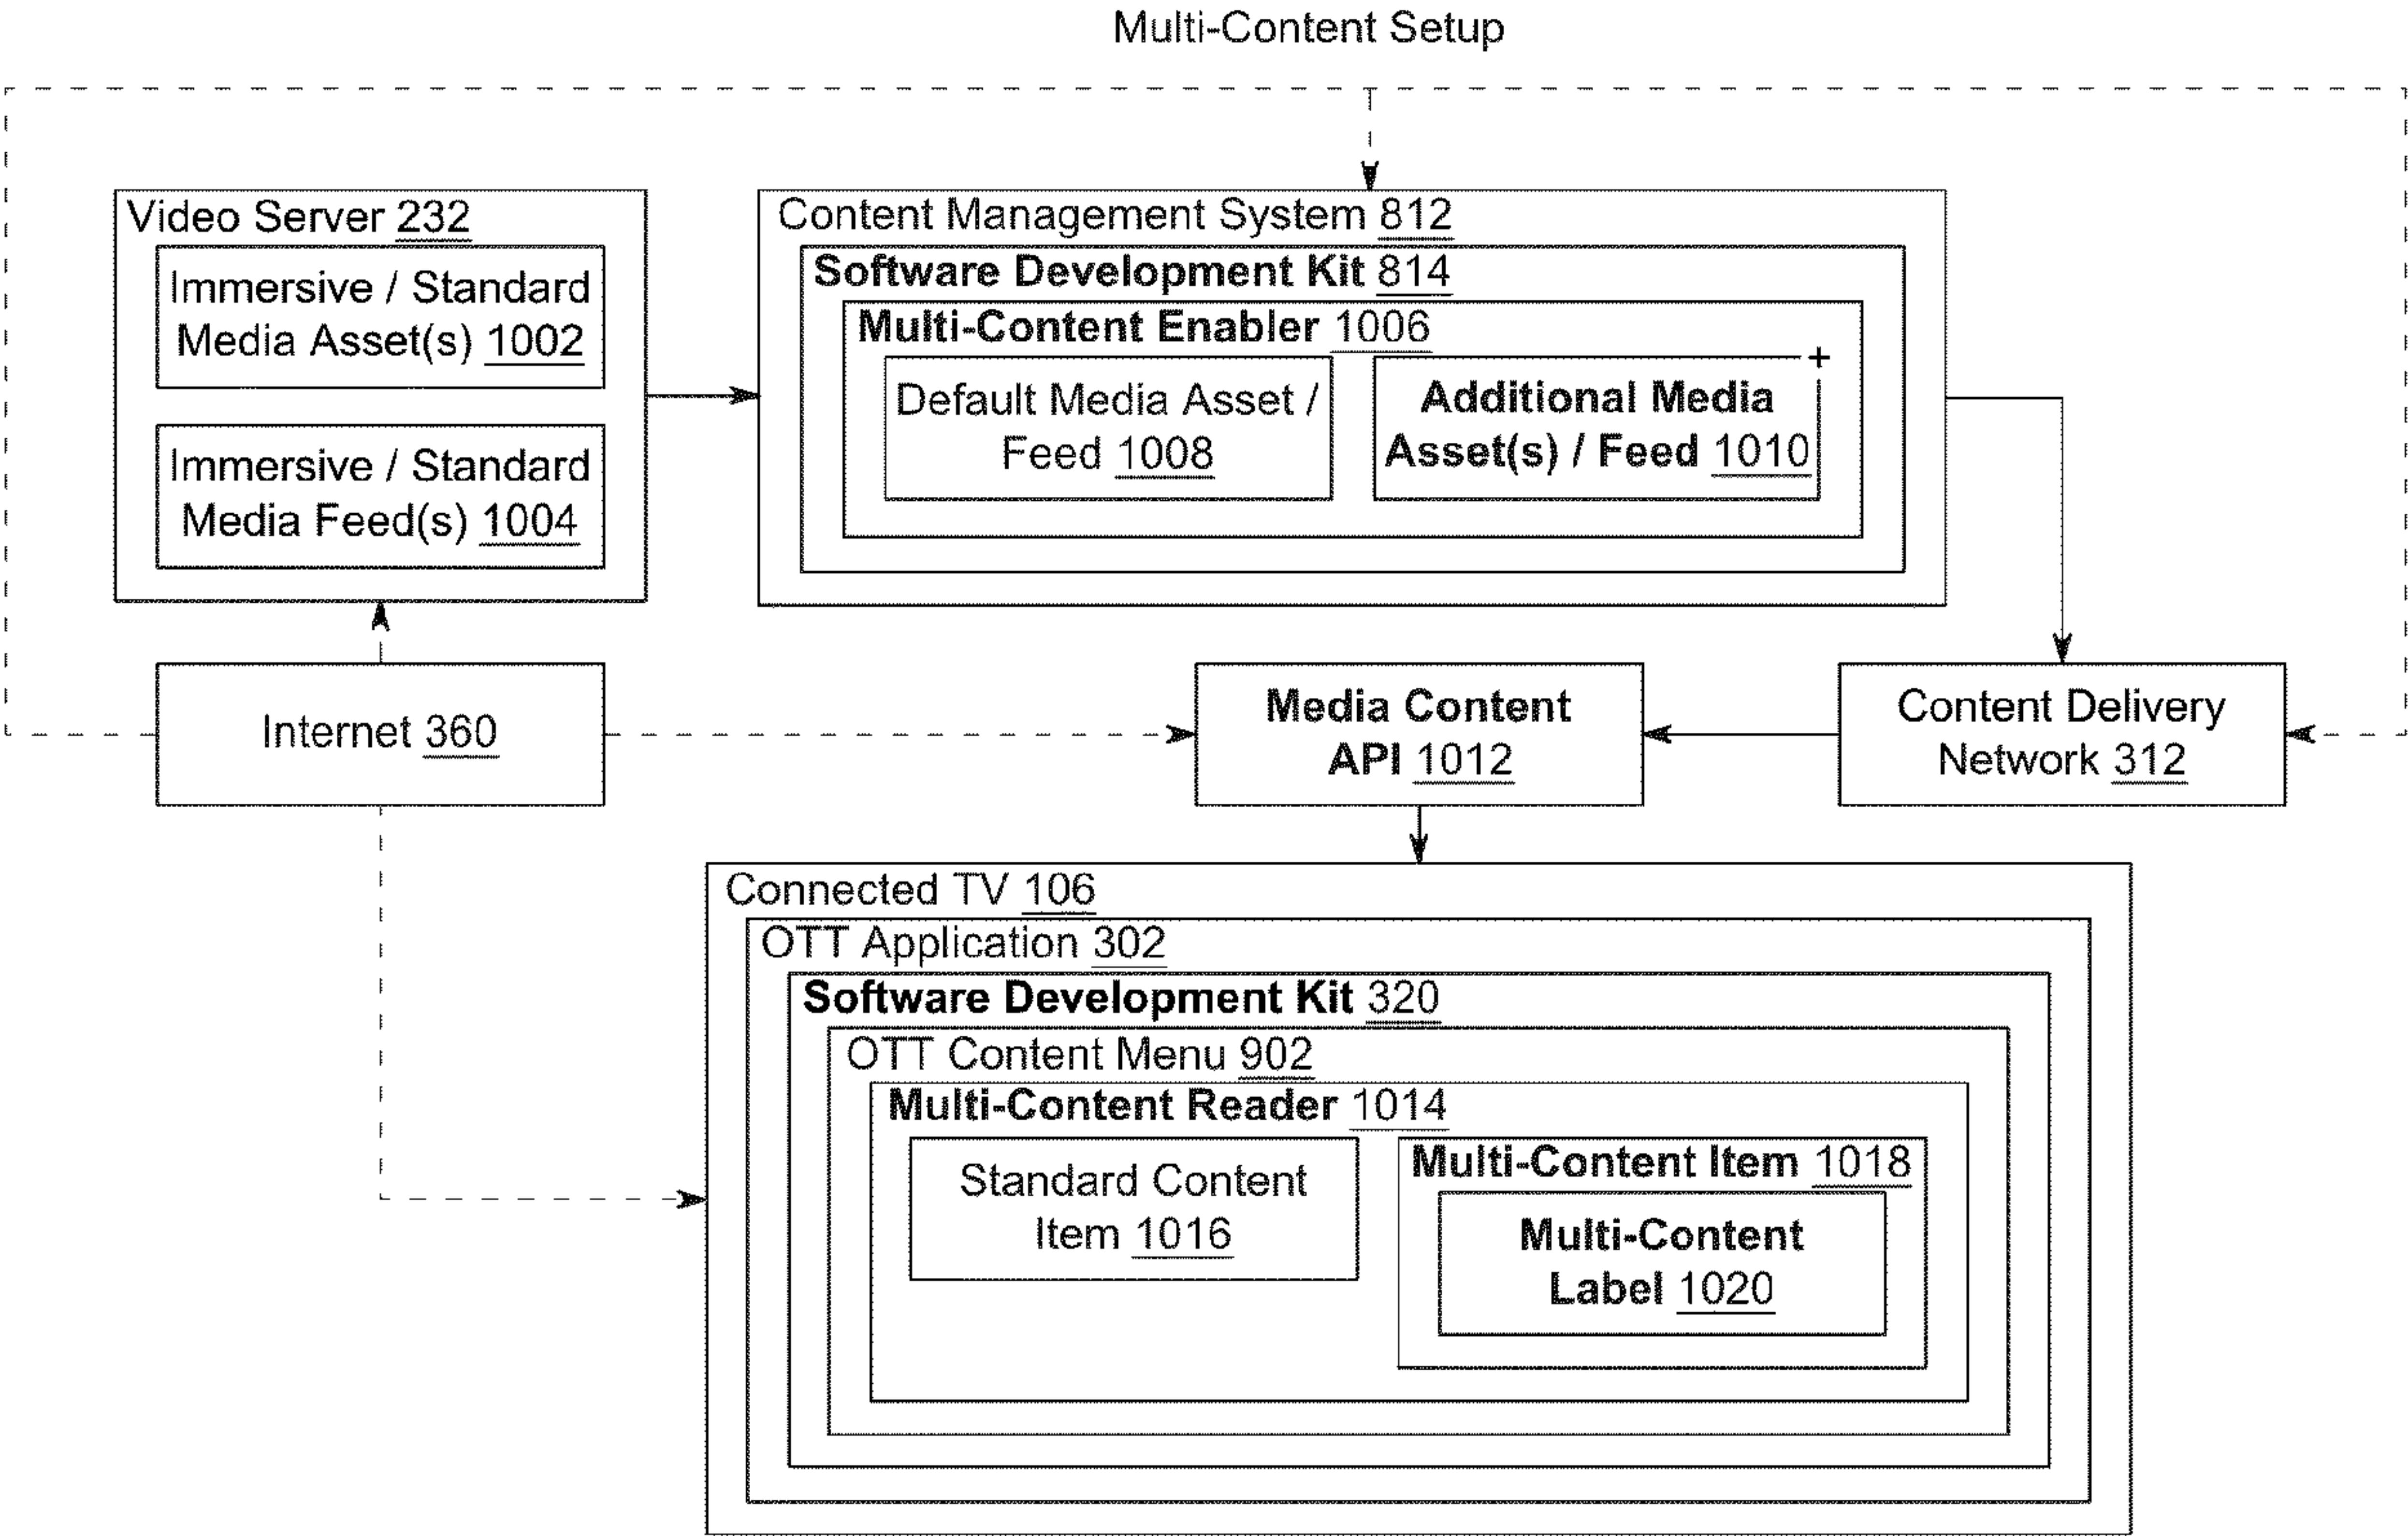 Multi-Content Setup
Video Server 232
Immersive / Standard
Media Asset(s) 1002
Immersive / Standard
Media Feed(s) 1004
Content Management System 812
Software Development Kit 814
Multi-Content Enabler 1006
Default Media Asset /
Feed 1008
+
Additional Media
Asset(s) / Feed 1010
Internet 360
Media Content
API 1012
Content Delivery
Network 312
Connected TV 106
OTT Application 302
Software Development Kit 320
OTT Content Menu 902
Multi-Content Reader 1014
Standard Content
Item 1016
Multi-Content Item 1018
Multi-Content
Label 1020